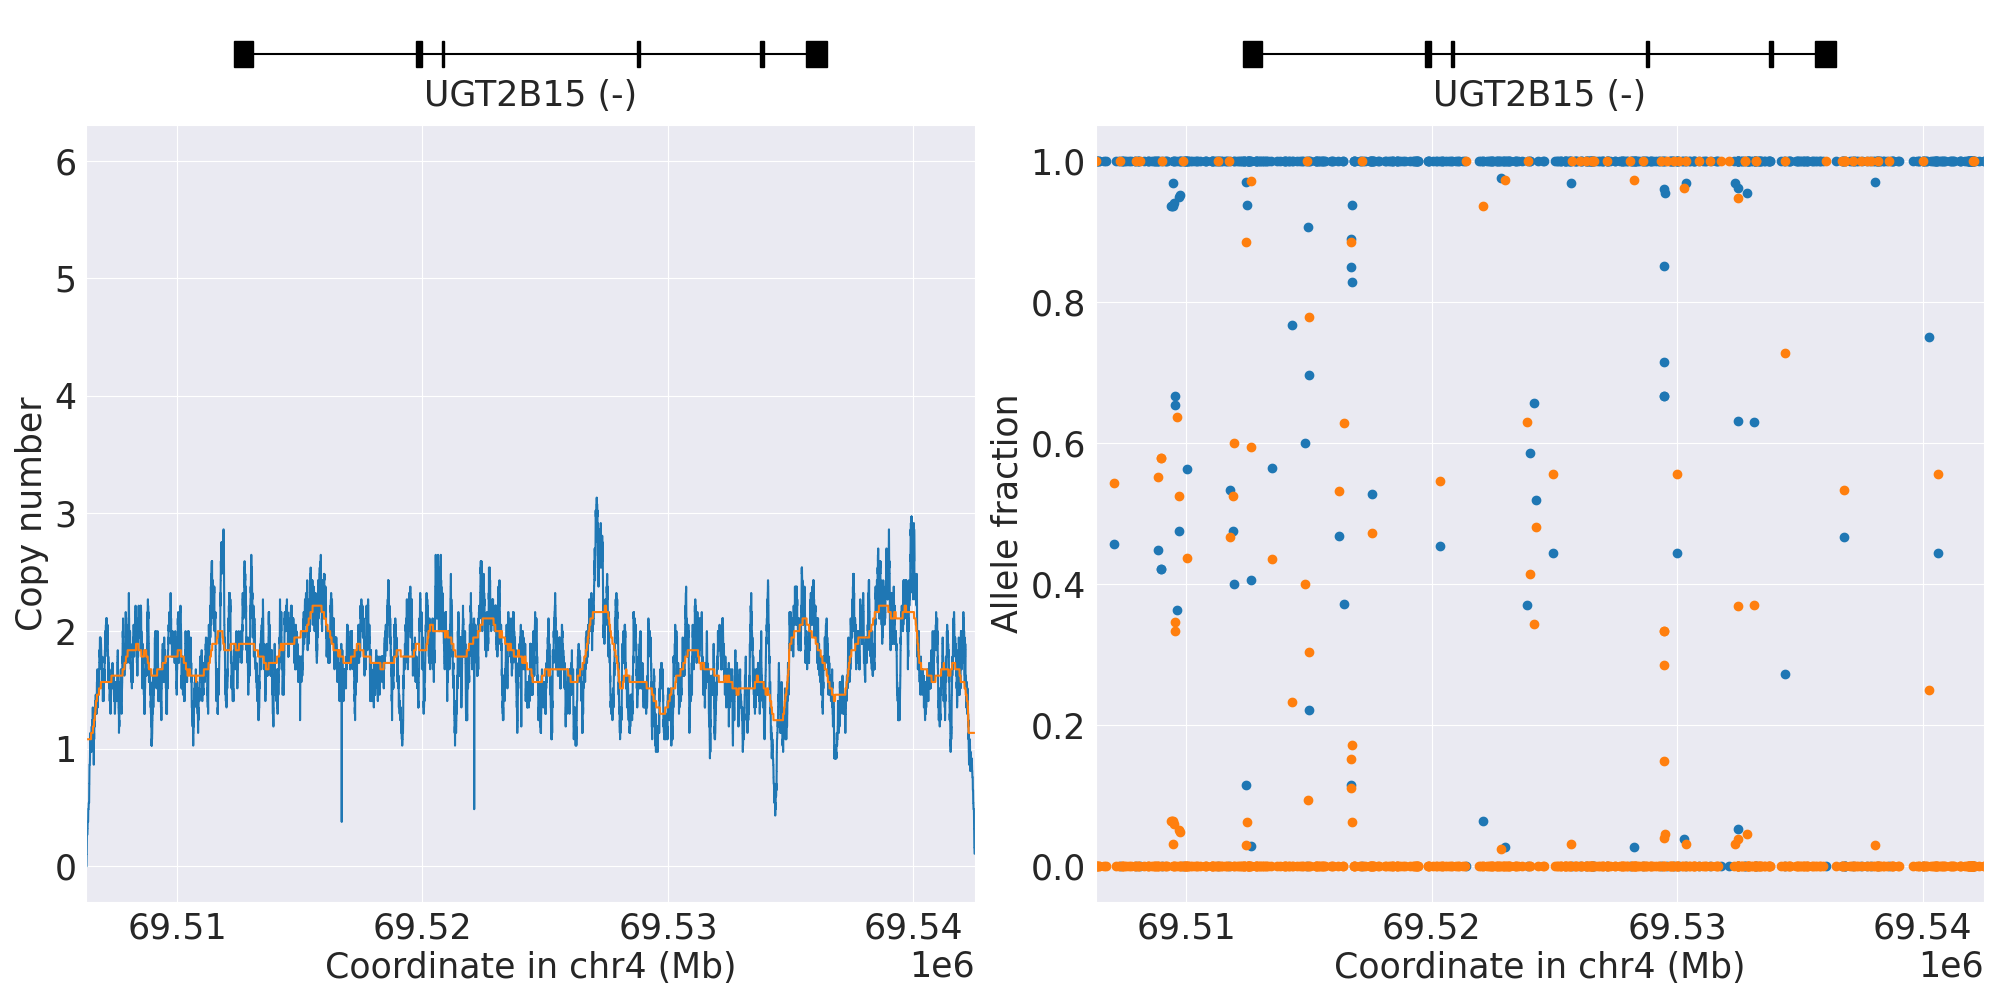 UGT2B15 (-)
6
5
4
3
2
1
0
Copy number
69.51 69.52 69.53 69.54
Coordinate in chr4 (Mb)
1e6
UGT2B15 (-)
1.0
0.8
0.6
0.4
0.2
0.0
Allele fraction
69.51 69.52 69.53 69.54
Coordinate in chr4 (Mb)
1e6